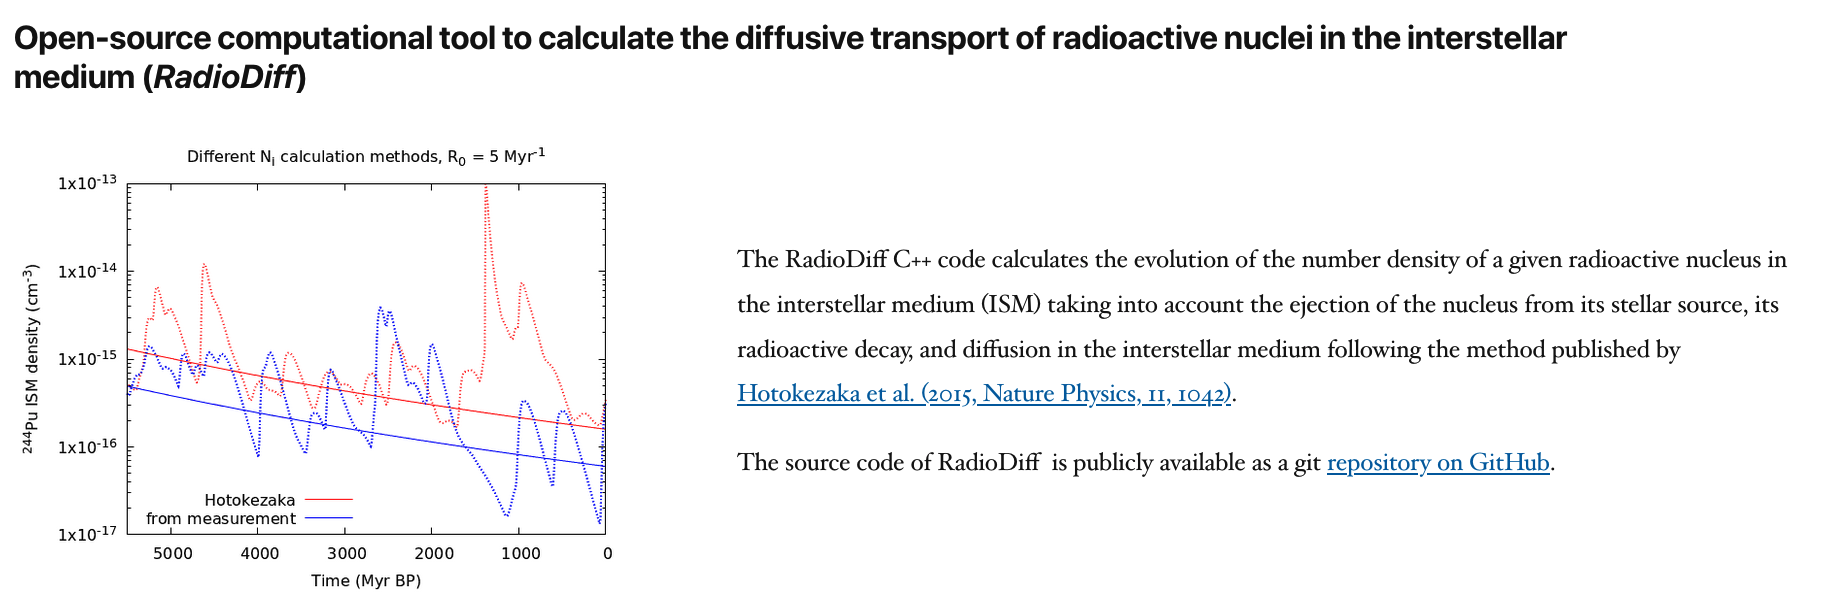 Open-source computational tool to calculate the diffusive transport of radioactive nuclei in the interstellar
medium (RadioDiff)
Different Nᵢ calculation methods, R₀ = 5 Myr⁻¹
1x10⁻¹³
1x10⁻¹⁴
1x10⁻¹⁵
1x10⁻¹⁶
1x10⁻¹⁷
²⁴⁴Pu ISM density (cm⁻³)
Hotokezaka
from measurement
5000 4000 3000 2000 1000 0
Time (Myr BP)
The RadioDiff C++ code calculates the evolution of the number density of a given radioactive nucleus in
the interstellar medium (ISM) taking into account the ejection of the nucleus from its stellar source, its
radioactive decay, and diffusion in the interstellar medium following the method published by
Hotokezaka et al. (2015, Nature Physics, 11, 1042).
The source code of RadioDiff is publicly available as a git repository on GitHub.